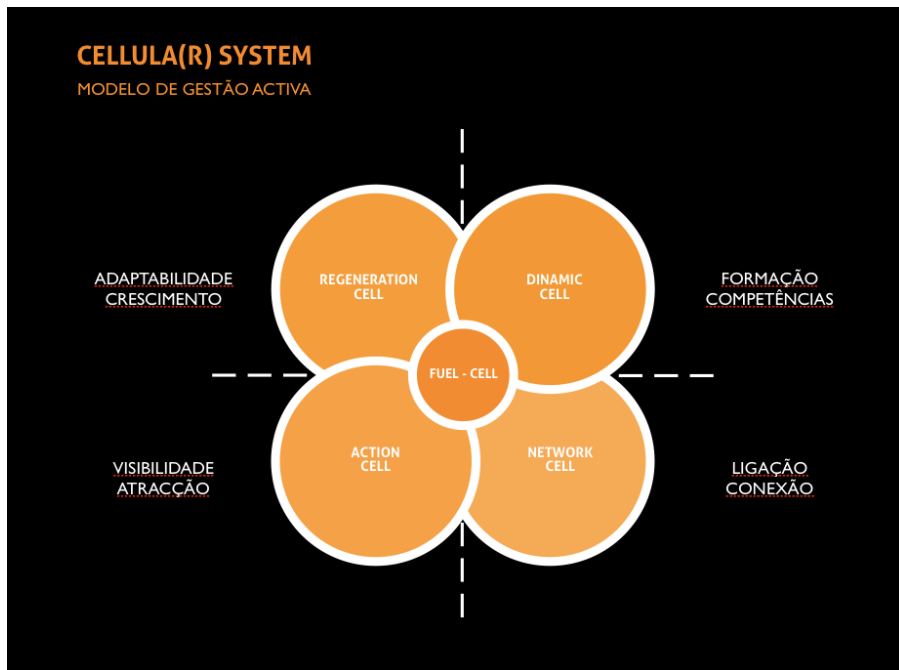 CELLULA(R) SYSTEM
MODELO DE GESTÃO ACTIVA
REGENERATION
CELL
DINAMIC
CELL
ADAPTABILIDADE
CRESCIMENTO
FORMAÇÃO
COMPETÊNCIAS
FUEL - CELL
ACTION
CELL
NETWORK
CELL
VISIBILIDADE
ATRACÇÃO
LIGAÇÃO
CONEXÃO